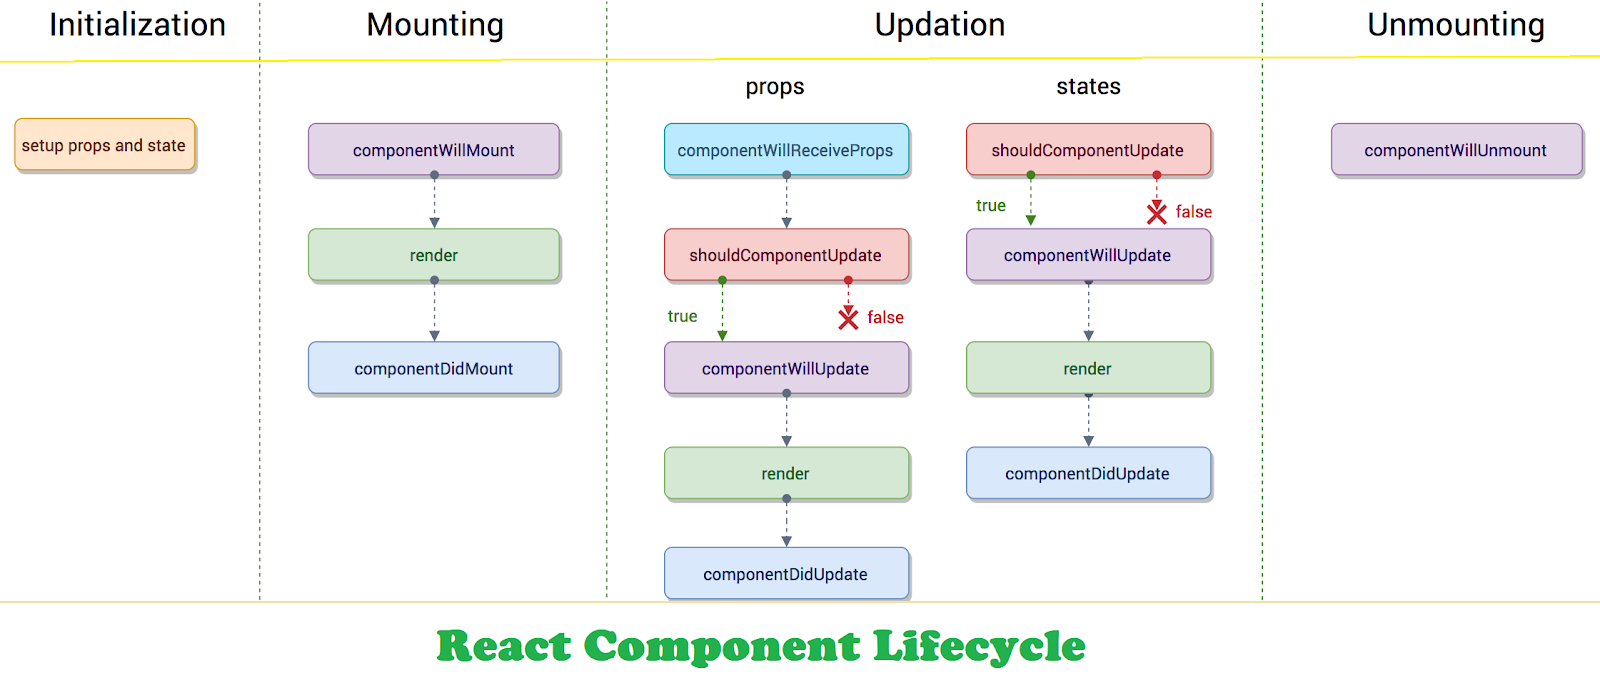 Initialization
Mounting
Updation
Unmounting
props
states
setup props and state
componentWillMount
render
componentDidMount
componentWillReceiveProps
shouldComponentUpdate
true
false
componentWillUpdate
render
componentDidUpdate
shouldComponentUpdate
true
false
componentWillUpdate
render
componentDidUpdate
componentWillUnmount
React Component Lifecycle